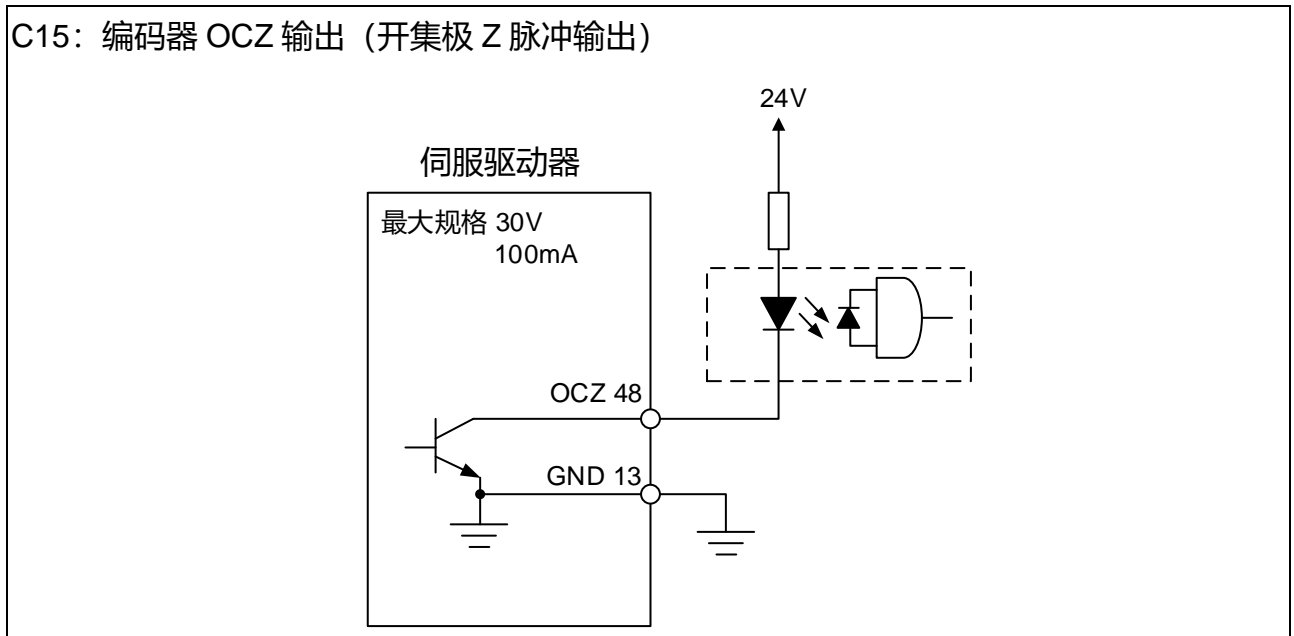 C15：编码器 OCZ 输出（开集极 Z 脉冲输出）
24V
伺服驱动器
最大规格 30V
100mA
OCZ 48
GND 13